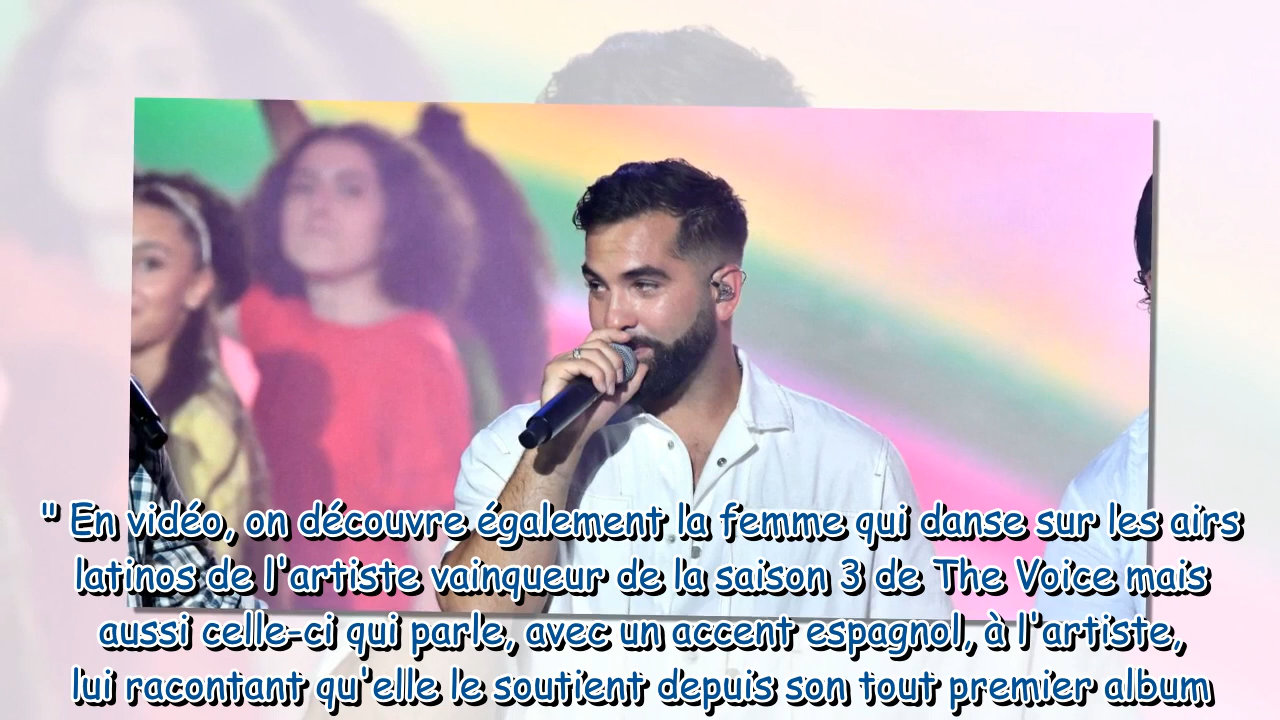 " En vidéo, on découvre également la femme qui danse sur les airs
latinos de l'artiste vainqueur de la saison 3 de The Voice mais
aussi celle-ci qui parle, avec un accent espagnol, à l'artiste,
lui racontant qu'elle le soutient depuis son tout premier album